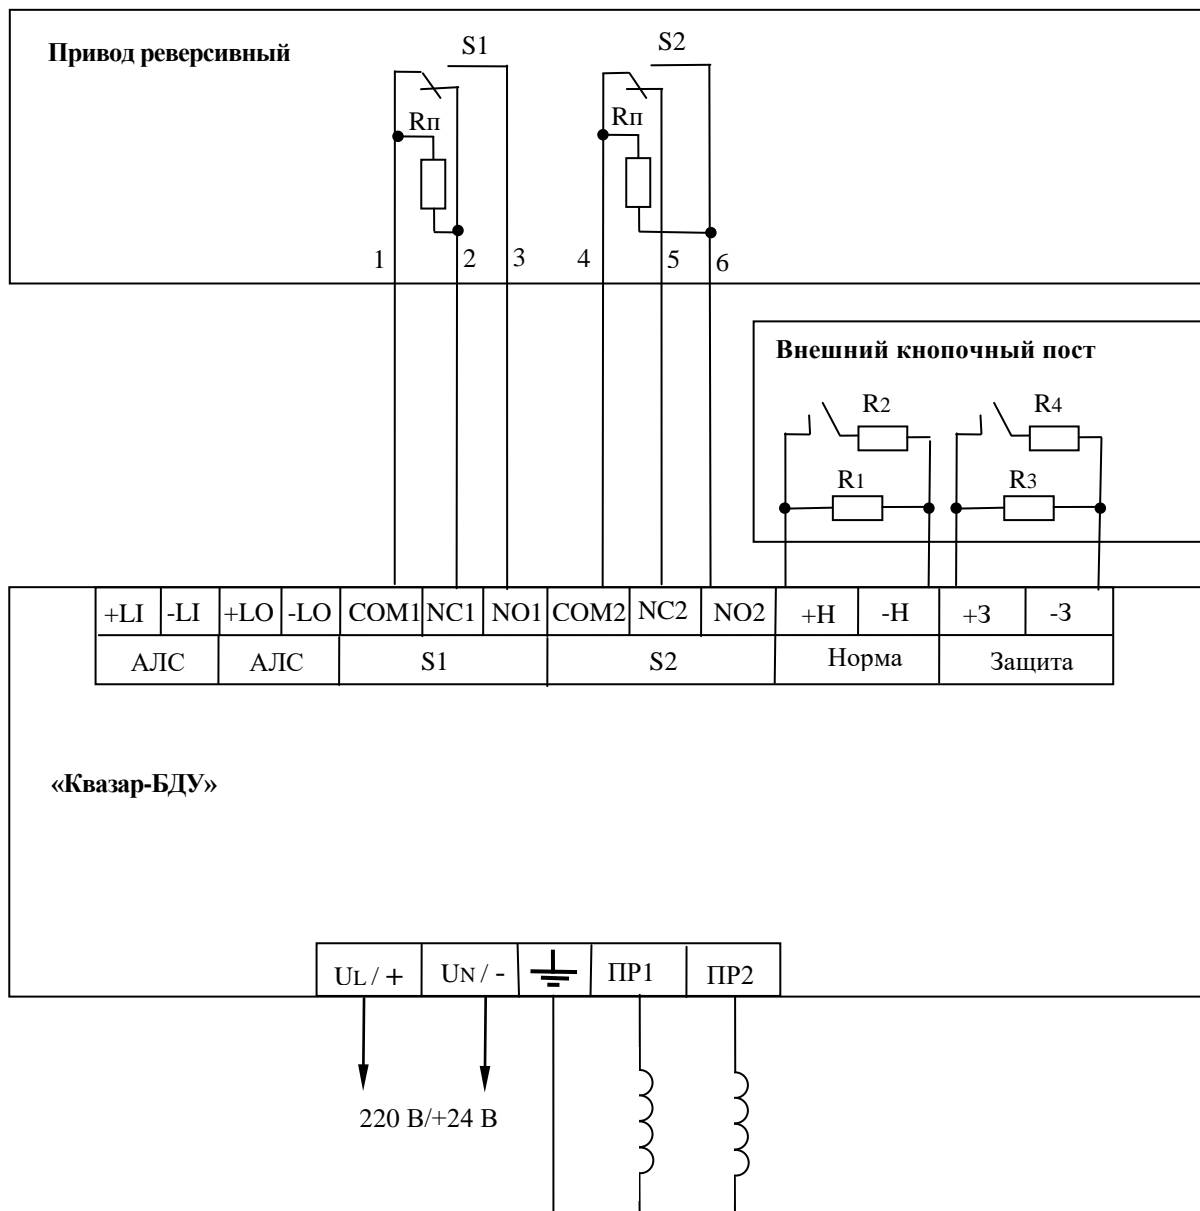 Привод реверсивный
S1
S2
Rп
Rп
1
2
3
4
5
6
Внешний кнопочный пост
R2
R4
R1
R3
+LI
-LI
+LO
-LO
COM1
NC1
NO1
COM2
NC2
NO2
+Н
-Н
+З
-З
АЛС
АЛС
S1
S2
Норма
Защита
«Квазар-БДУ»
UL / +
UN / -
ПР1
ПР2
220 В/+24 В